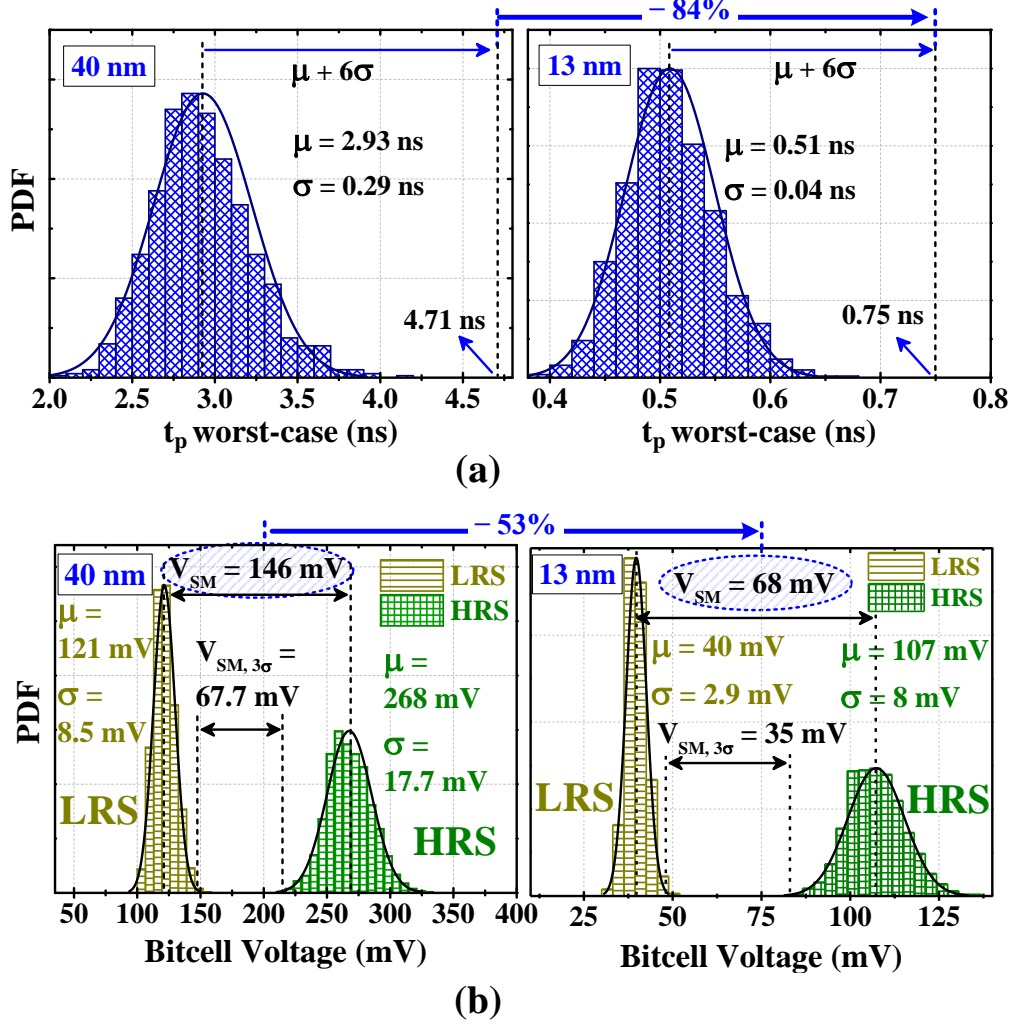 − 84%
40 nm
μ + 6σ
μ = 2.93 ns
σ = 0.29 ns
4.71 ns
PDF
2.0 2.5 3.0 3.5 4.0 4.5
t_p worst-case (ns)
13 nm
μ + 6σ
μ = 0.51 ns
σ = 0.04 ns
0.75 ns
0.4 0.5 0.6 0.7 0.8
t_p worst-case (ns)
(a)
− 53%
40 nm
V_SM = 146 mV
LRS
HRS
μ =
121 mV
σ =
8.5 mV
V_SM, 3σ =
67.7 mV
μ =
268 mV
σ =
17.7 mV
LRS
HRS
PDF
50 100 150 200 250 300 350 400
Bitcell Voltage (mV)
13 nm
V_SM = 68 mV
LRS
HRS
μ = 40 mV
σ = 2.9 mV
μ = 107 mV
σ = 8 mV
V_SM, 3σ = 35 mV
LRS
HRS
25 50 75 100 125
Bitcell Voltage (mV)
(b)